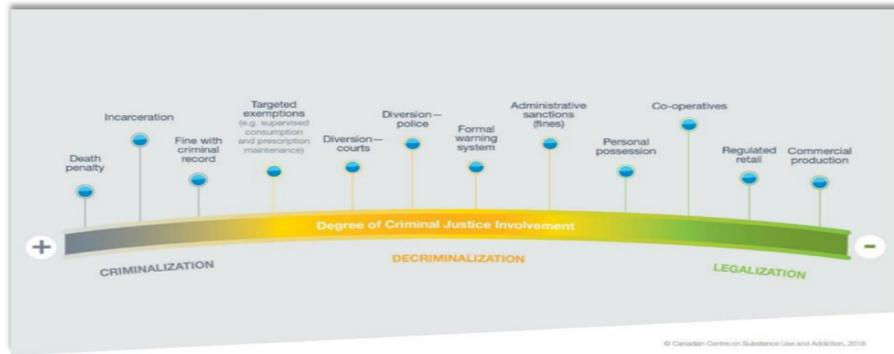 Death
penalty
Incarceration
Fine with
criminal
record
Targeted
exemptions
(e.g. supervised
consumption
and prescription
maintenance)
Diversion—
courts
Diversion—
police
Formal
warning
system
Administrative
sanctions
(fines)
Personal
possession
Co-operatives
Regulated
retail
Commercial
production
+
Degree of Criminal Justice Involvement
-
CRIMINALIZATION
DECRIMINALIZATION
LEGALIZATION
© Canadian Centre on Substance Use and Addiction, 2018